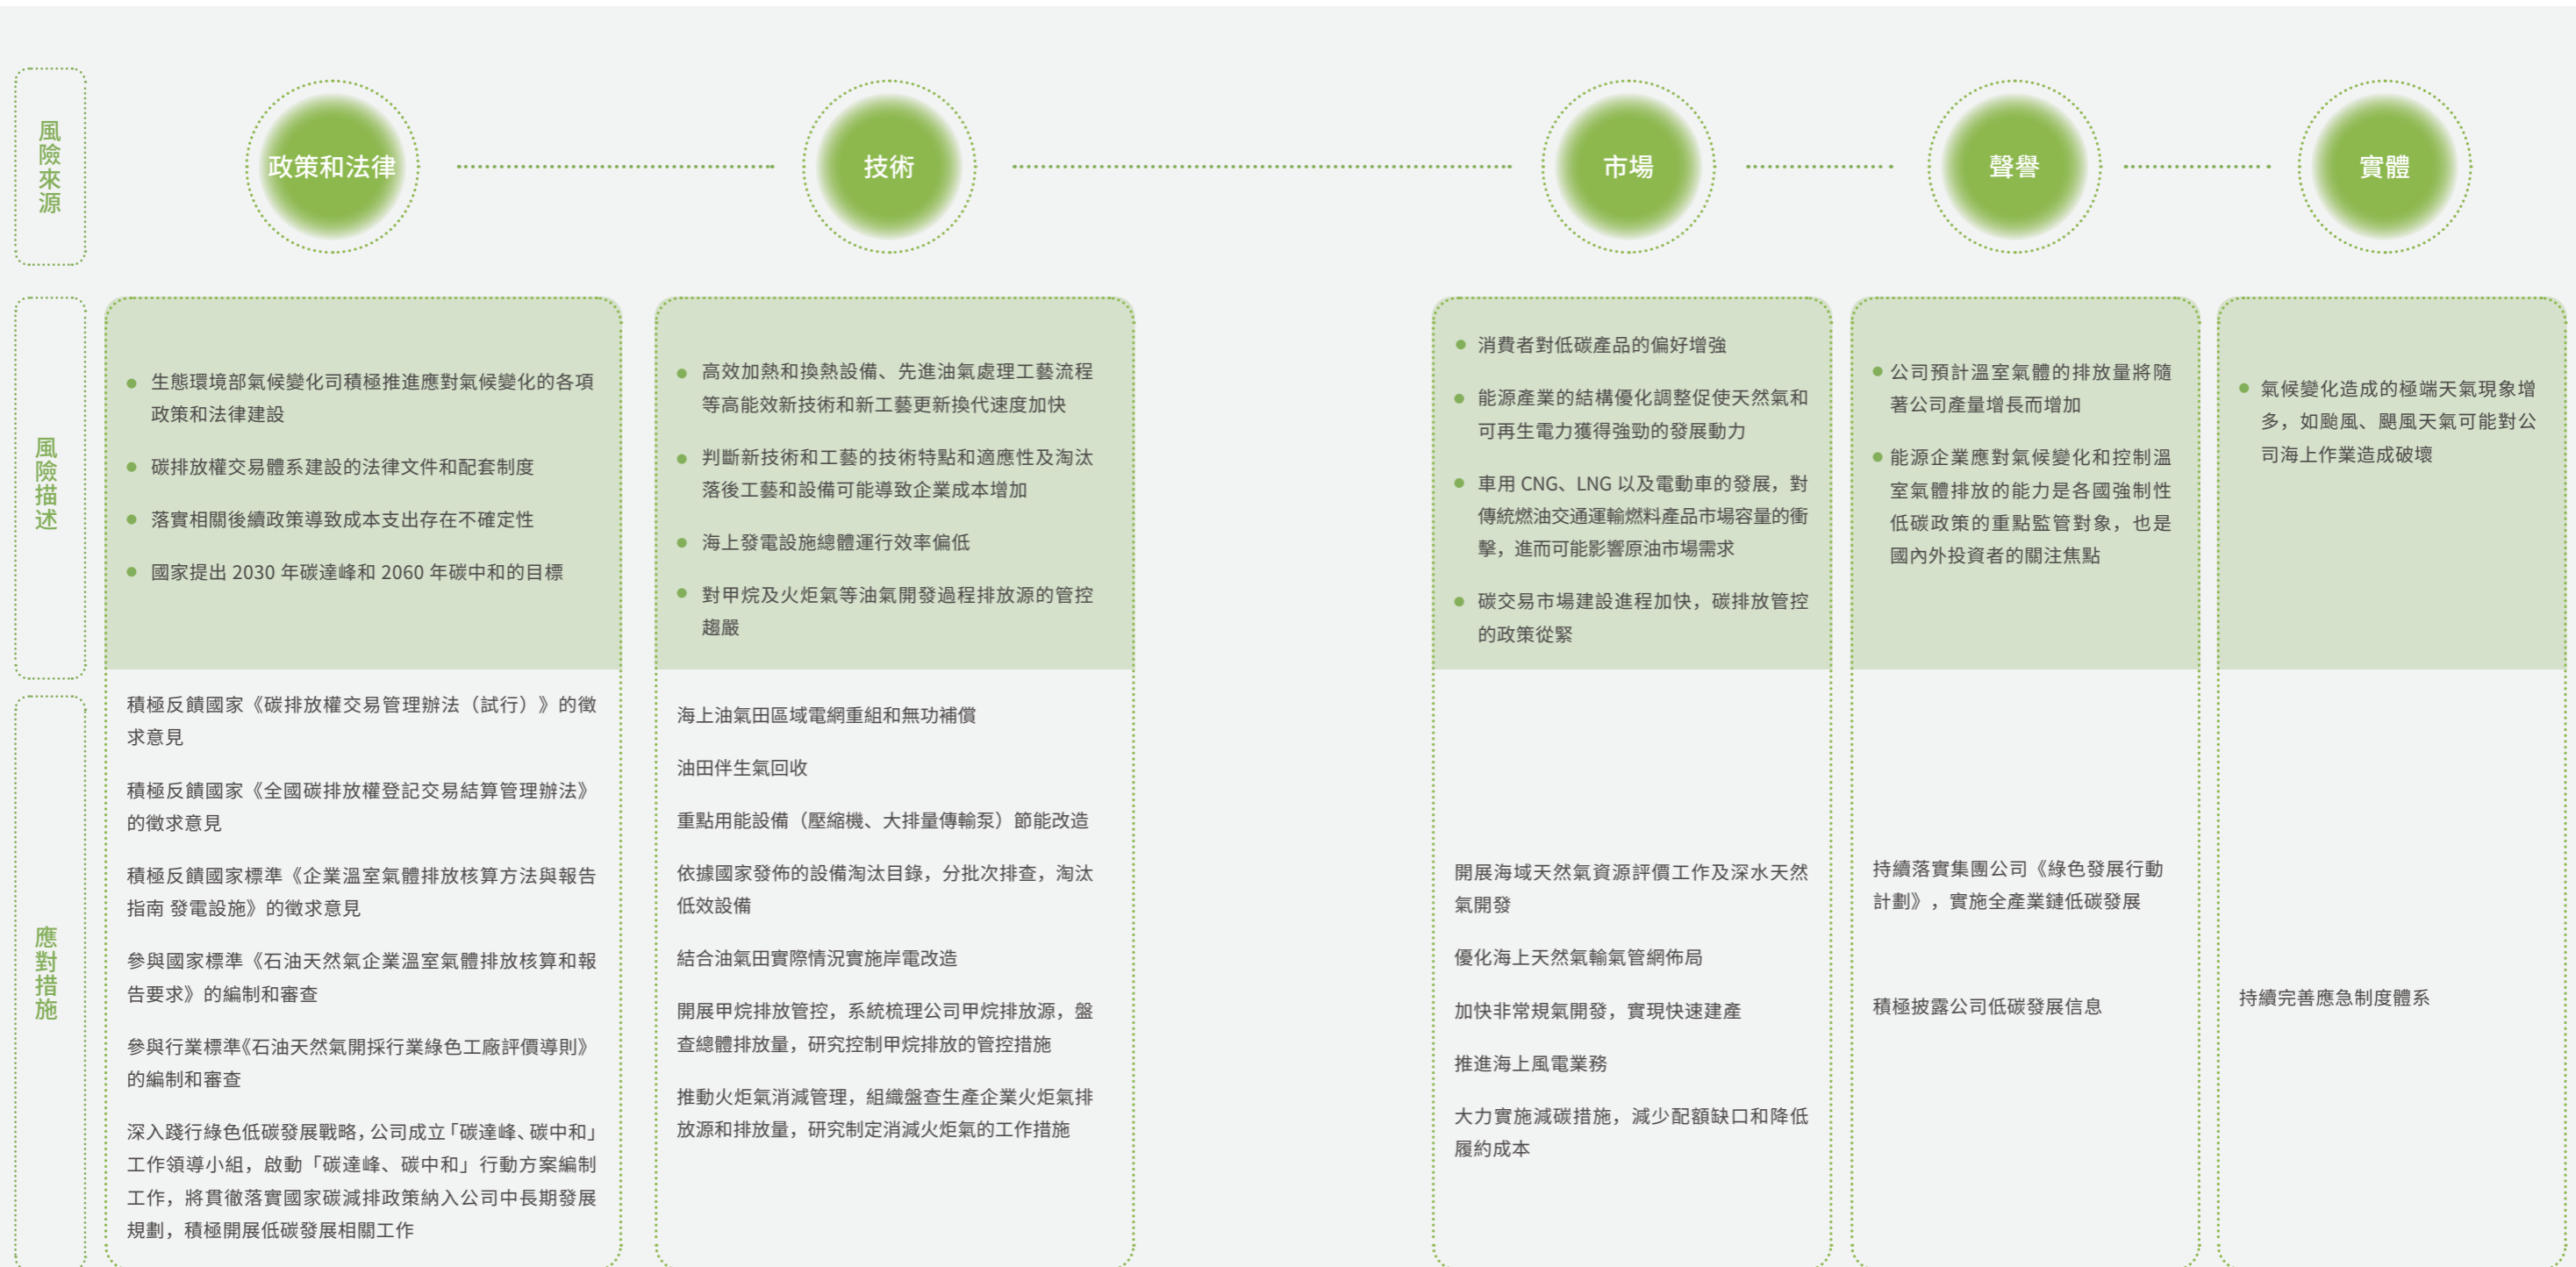 風險來源
政策和法律
技術
市場
聲譽
實體
風險描述
生態環境部氣候變化司積極推進應對氣候變化的各項
政策和法律建設
碳排放權交易體系建設的法律文件和配套制度
落實相關後續政策導致成本支出存在不確定性
國家提出 2030 年碳達峰和 2060 年碳中和的目標
高效加熱和換熱設備、先進油氣處理工藝流程
等高能效新技術和新工藝更新換代速度加快
判斷新技術和工藝的技術特點和適應性及淘汰
落後工藝和設備可能導致企業成本增加
海上發電設施總體運行效率偏低
對甲烷及火炬氣等油氣開發過程排放源的管控
趨嚴
消費者對低碳產品的偏好增強
能源產業的結構優化調整促使天然氣和
可再生電力獲得強勁的發展動力
車用 CNG、LNG 以及電動車的發展，對
傳統燃油交通運輸燃料產品市場容量的衝
擊，進而可能影響原油市場需求
碳交易市場建設進程加快，碳排放管控
的政策從緊
公司預計溫室氣體的排放量將隨
著公司產量增長而增加
能源企業應對氣候變化和控制溫
室氣體排放的能力是各國強制性
低碳政策的重點監管對象，也是
國內外投資者的關注焦點
氣候變化造成的極端天氣現象增
多，如颱風、颶風天氣可能對公
司海上作業造成破壞
應對措施
積極反饋國家《碳排放權交易管理辦法（試行）》的徵
求意見
積極反饋國家《全國碳排放權登記交易結算管理辦法》
的徵求意見
積極反饋國家標準《企業溫室氣體排放核算方法與報告
指南 發電設施》的徵求意見
參與國家標準《石油天然氣企業溫室氣體排放核算和報
告要求》的編制和審查
參與行業標準《石油天然氣開採行業綠色工廠評價導則》
的編制和審查
深入踐行綠色低碳發展戰略，公司成立「碳達峰、碳中和」
工作領導小組，啟動「碳達峰、碳中和」行動方案編制
工作，將貫徹落實國家碳減排政策納入公司中長期發展
規劃，積極開展低碳發展相關工作
海上油氣田區域電網重組和無功補償
油田伴生氣回收
重點用能設備（壓縮機、大排量傳輸泵）節能改造
依據國家發佈的設備淘汰目錄，分批次排查，淘汰
低效設備
結合油氣田實際情況實施岸電改造
開展甲烷排放管控，系統梳理公司甲烷排放源，盤
查總體排放量，研究控制甲烷排放的管控措施
推動火炬氣消減管理，組織盤查生產企業火炬氣排
放源和排放量，研究制定消減火炬氣的工作措施
開展海域天然氣資源評價工作及深水天然
氣開發
優化海上天然氣輸氣管網佈局
加快非常規氣開發，實現快速建產
推進海上風電業務
大力實施減碳措施，減少配額缺口和降低
履約成本
持續落實集團公司《綠色發展行動
計劃》，實施全產業鏈低碳發展
積極披露公司低碳發展信息
持續完善應急制度體系